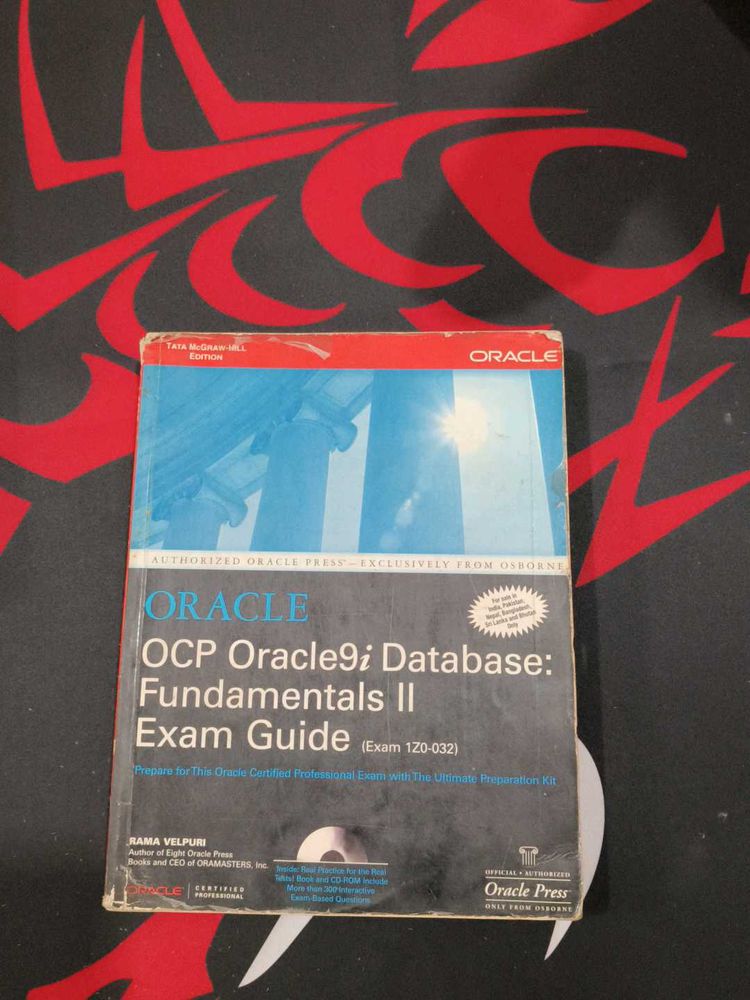 TATA McGRAW-HILL
EDITION
ORACLE
AUTHORIZED ORACLE PRESS™—EXCLUSIVELY FROM OSBORNE
ORACLE
For sale in
India, Pakistan,
Nepal, Bangladesh,
Sri Lanka and Bhutan
Only
OCP Oracle9i Database:
Fundamentals II
Exam Guide (Exam 1Z0-032)
Prepare for This Oracle Certified Professional Exam with The Ultimate Preparation Kit
RAMA VELPURI
Author of Eight Oracle Press
Books and CEO of ORAMASTERS, Inc.
ORACLE CERTIFIED
PROFESSIONAL
Inside: Real Practice for the Real
Tests! Book and CD-ROM Include
More than 300 Interactive
Exam-Based Questions
OFFICIAL • AUTHORIZED
Oracle Press
ONLY FROM OSBORNE